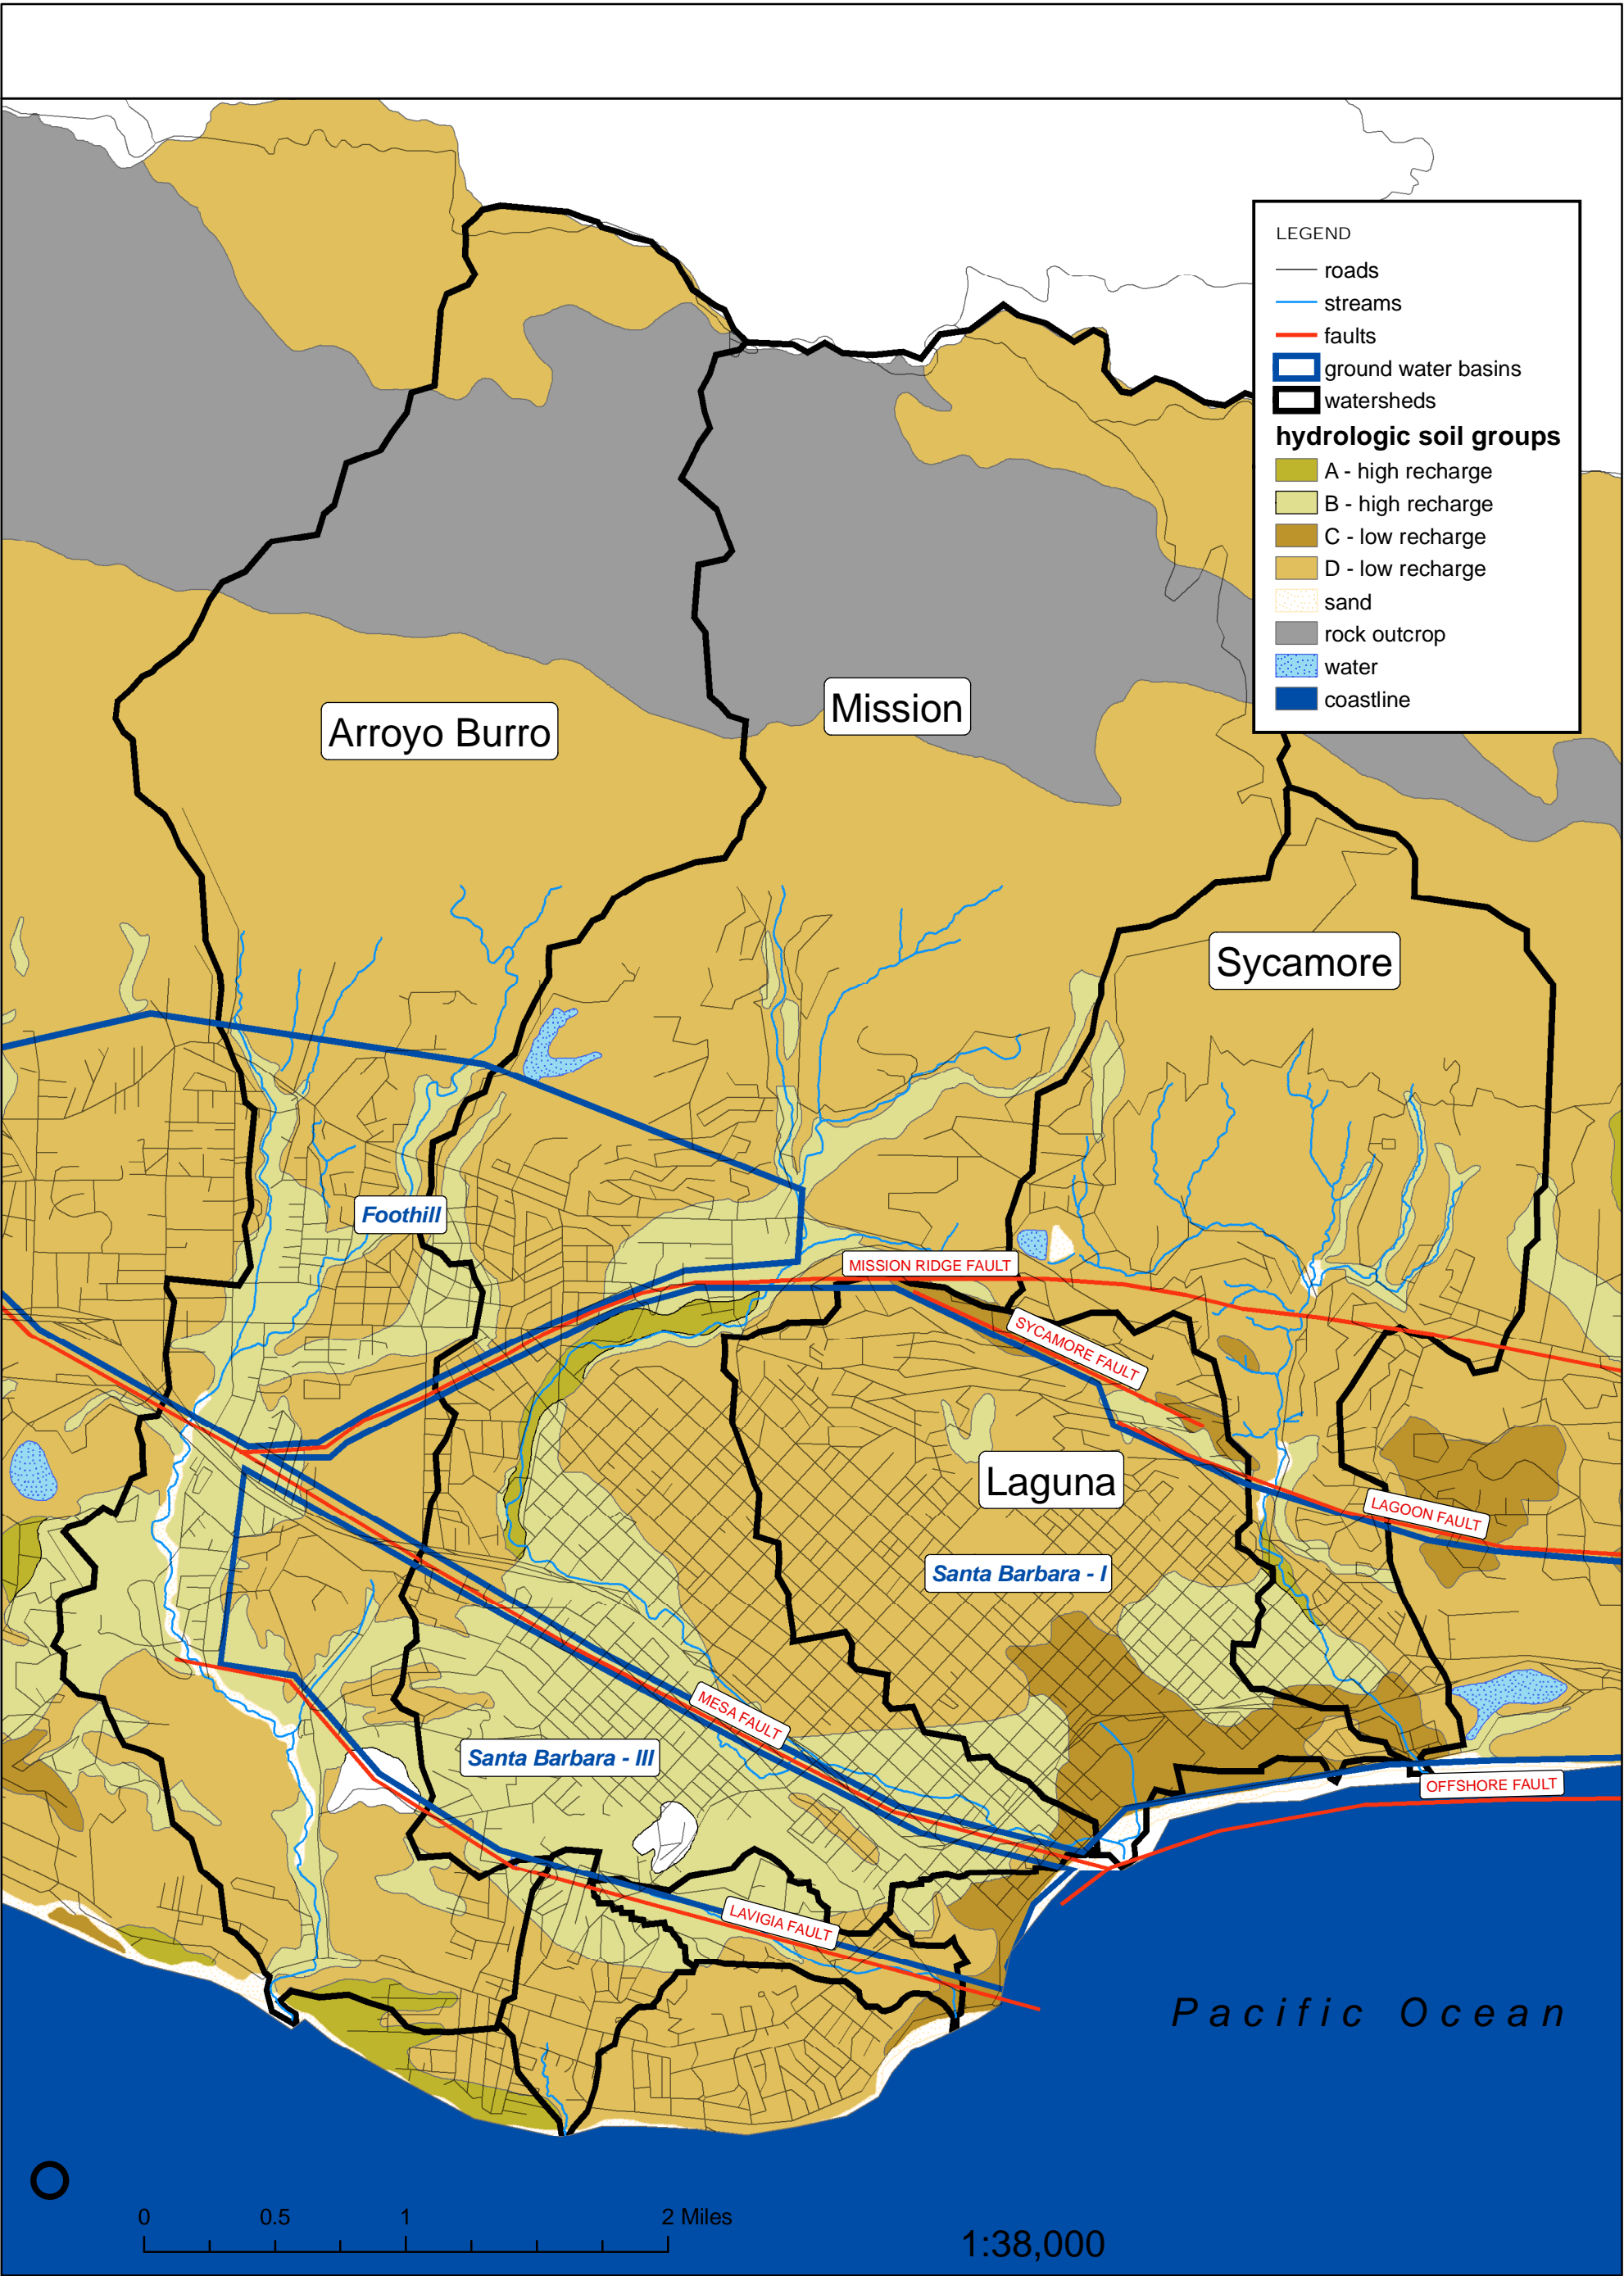 LEGEND
roads
streams
faults
ground water basins
watersheds
hydrologic soil groups
A - high recharge
B - high recharge
C - low recharge
D - low recharge
sand
rock outcrop
water
coastline
Arroyo Burro
Mission
Sycamore
Foothill
MISSION RIDGE FAULT
SYCAMORE FAULT
Laguna
LAGOON FAULT
Santa Barbara - I
MESA FAULT
Santa Barbara - III
OFFSHORE FAULT
LAVIGIA FAULT
Pacific Ocean
0 0.5 1 2 Miles
1:38,000